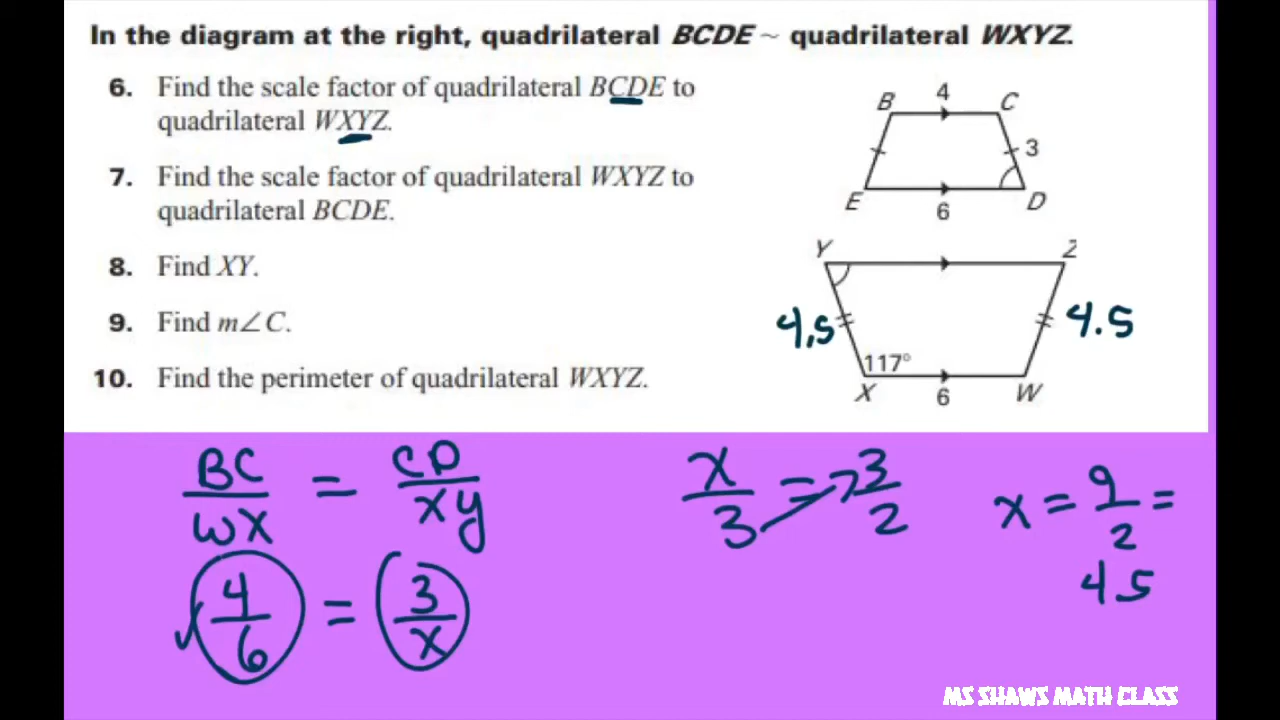 In the diagram at the right, quadrilateral BCDE ~ quadrilateral WXYZ.
6. Find the scale factor of quadrilateral BCDE to
quadrilateral WXYZ.
7. Find the scale factor of quadrilateral WXYZ to
quadrilateral BCDE.
8. Find XY.
9. Find m∠C.
10. Find the perimeter of quadrilateral WXYZ.
B 4 C
3
E 6 D
Y Z
4,5 4.5
117°
X 6 W
BC/WX = CD/XY
4/6 = 3/x
x/3 = 3/2
x = 9/2 =
4.5
MS SHAWS MATH CLASS